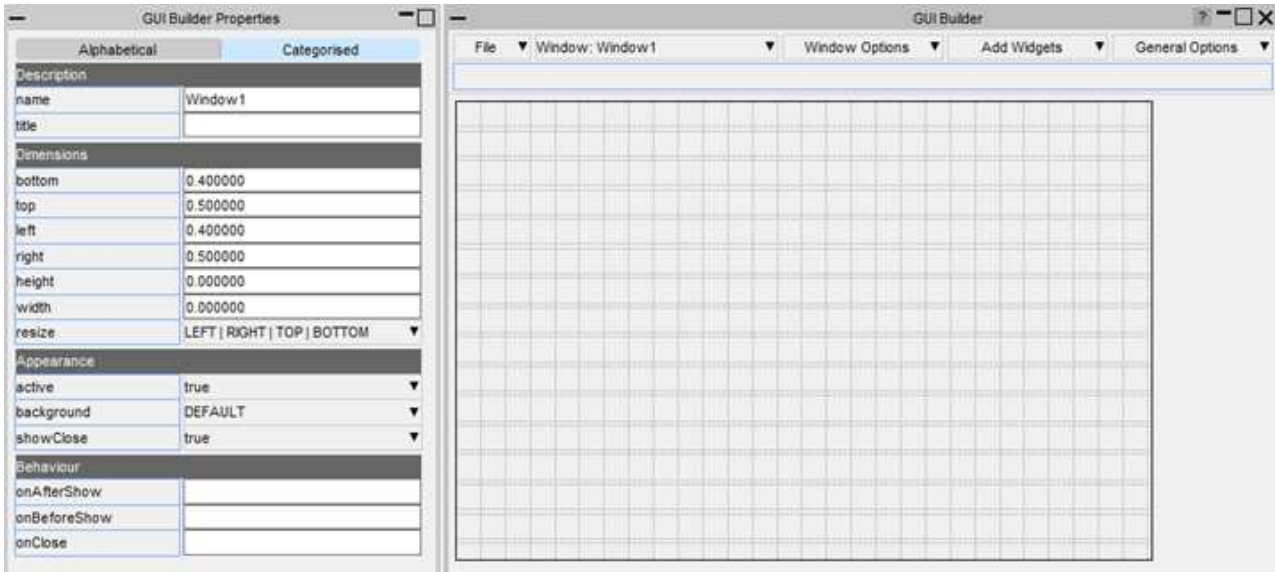 GUI Builder Properties
Alphabetical Categorised
Description
name Window1
title
Dimensions
bottom 0.400000
top 0.500000
left 0.400000
right 0.500000
height 0.000000
width 0.000000
resize LEFT | RIGHT | TOP | BOTTOM
Appearance
active true
background DEFAULT
showClose true
Behaviour
onAfterShow
onBeforeShow
onClose
GUI Builder ?
File Window: Window1 Window Options Add Widgets General Options